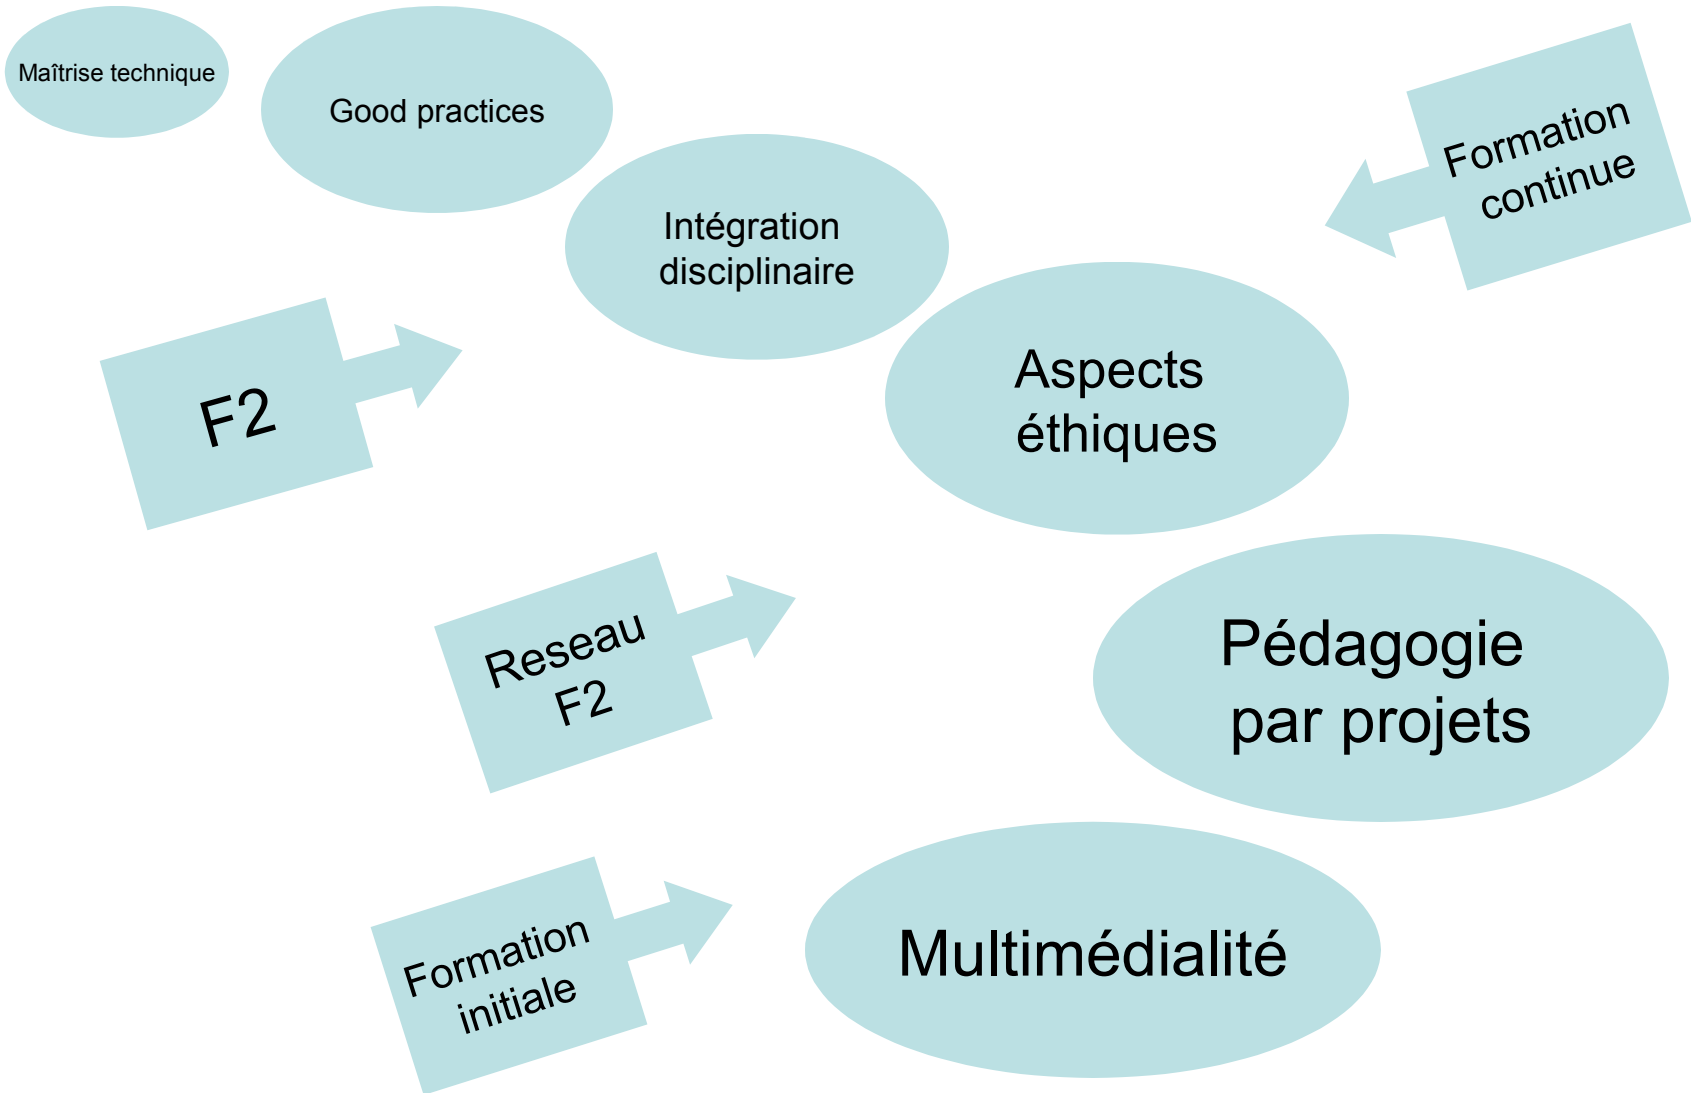 Maîtrise technique
Good practices
Formation
continue
Intégration
disciplinaire
Aspects
éthiques
F2
Reseau
F2
Pédagogie
par projets
Formation
initiale
Multimédialité